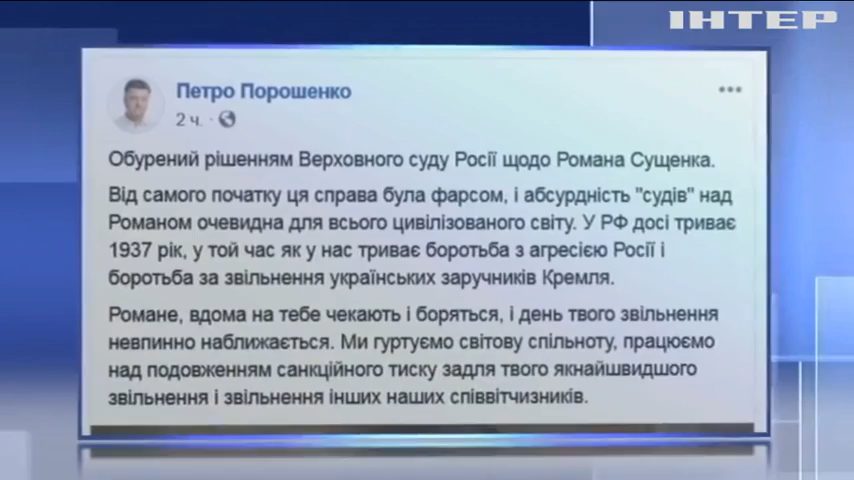 ІНТЕР
Петро Порошенко
2 ч. ·
Обурений рішенням Верховного суду Росії щодо Романа Сущенка.
Від самого початку ця справа була фарсом, і абсурдність "судів" над
Романом очевидна для всього цивілізованого світу. У РФ досі триває
1937 рік, у той час як у нас триває боротьба з агресією Росії і
боротьба за звільнення українських заручників Кремля.
Романе, вдома на тебе чекають і боряться, і день твого звільнення
невпинно наближається. Ми гуртуємо світову спільноту, працюємо
над подовженням санкційного тиску задля твого якнайшвидшого
звільнення і звільнення інших наших співвітчизників.